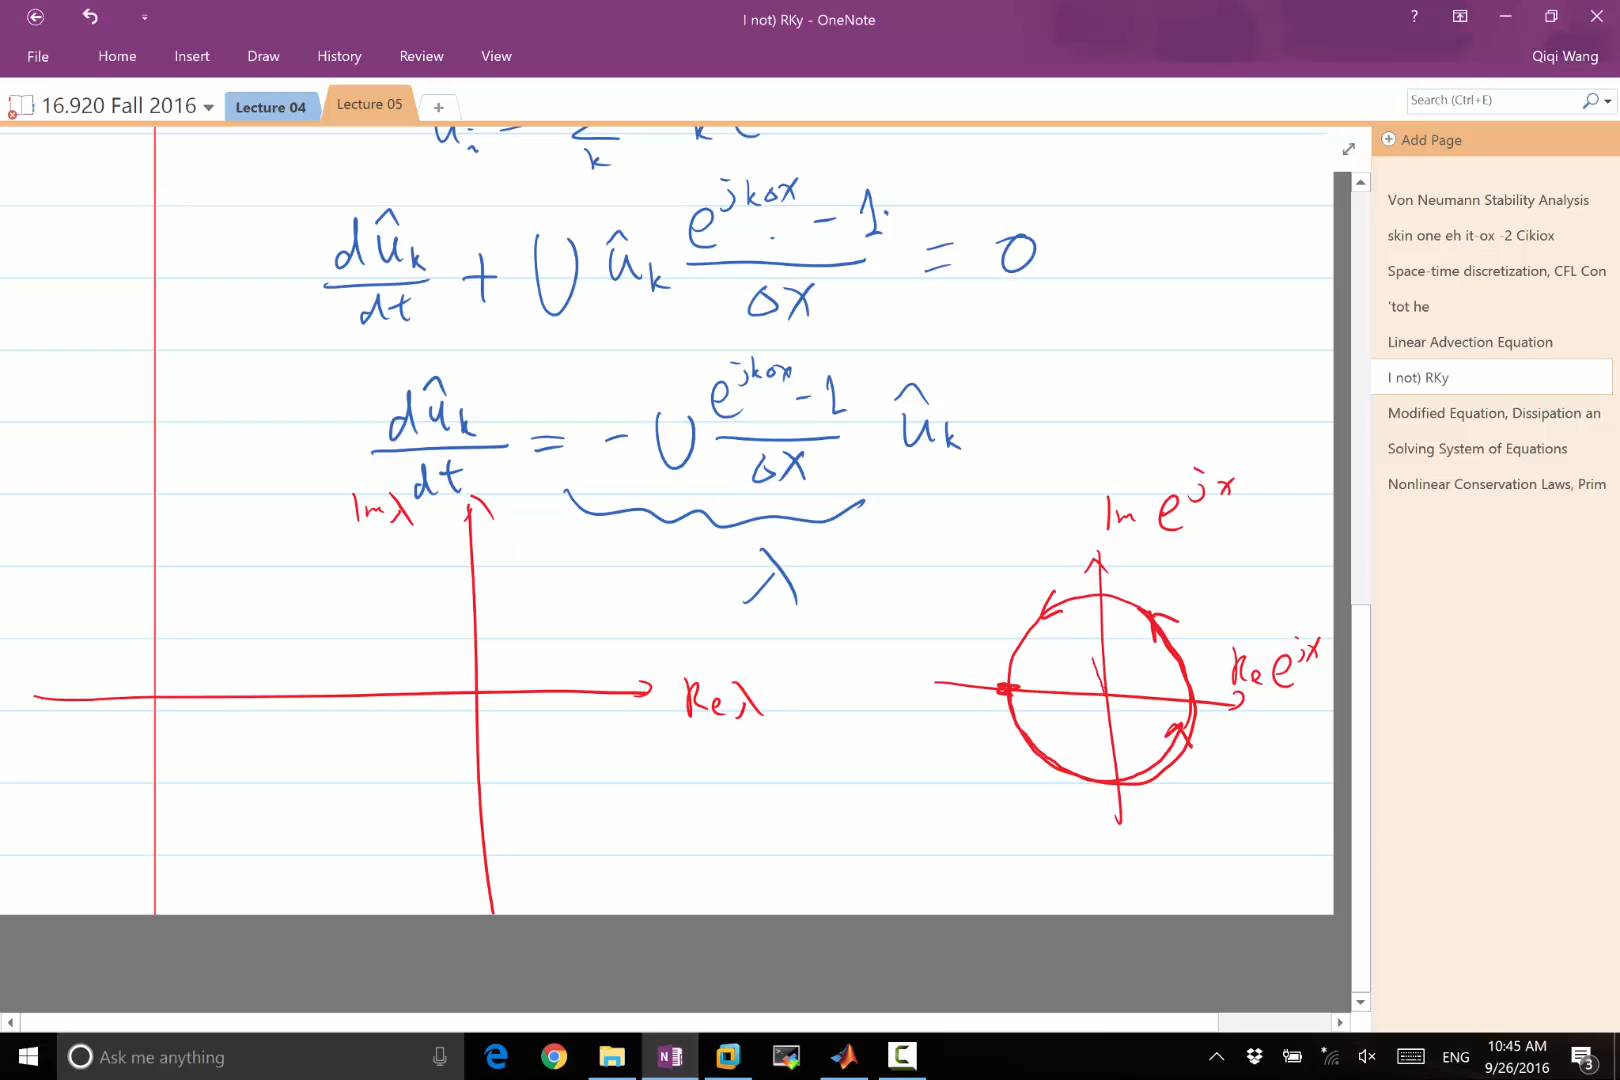 I not) RKy - OneNote
?
File Home Insert Draw History Review View
Qiqi Wang
16.920 Fall 2016
Lecture 04
Lecture 05
Search (Ctrl+E)
Add Page
Von Neumann Stability Analysis
skin one eh it-ox -2 Cikiox
Space-time discretization, CFL Con
'tot he
Linear Advection Equation
I not) RKy
Modified Equation, Dissipation an
Solving System of Equations
Nonlinear Conservation Laws, Prim
dû_k/dt + U û_k (e^{jkΔx} - 1)/Δx = 0
dû_k/dt = - U (e^{jkΔx} - 1)/Δx û_k
λ
Im λ
Re λ
Im e^{jx}
Re e^{jx}
Ask me anything
ENG
10:45 AM
9/26/2016
3